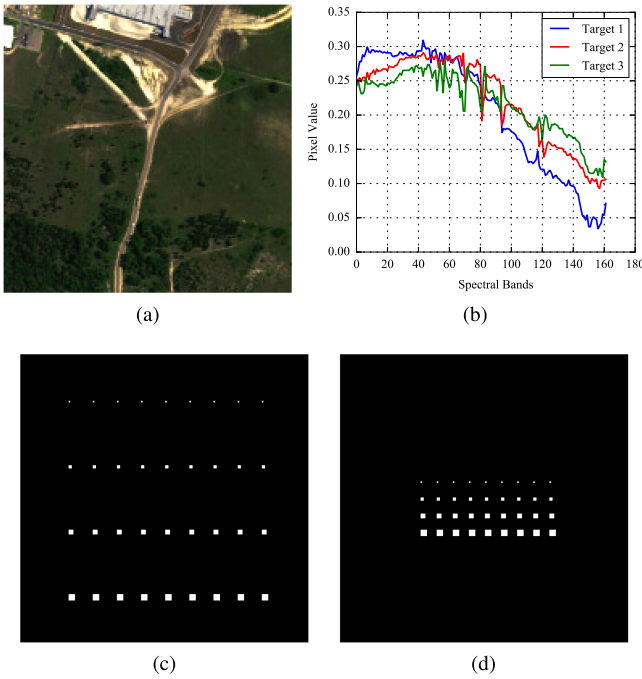 0.35
0.30
0.25
0.20
0.15
0.10
0.05
0.00
Pixel Value
Target 1
Target 2
Target 3
0 20 40 60 80 100 120 140 160 180
Spectral Bands
(a)
(b)
(c)
(d)